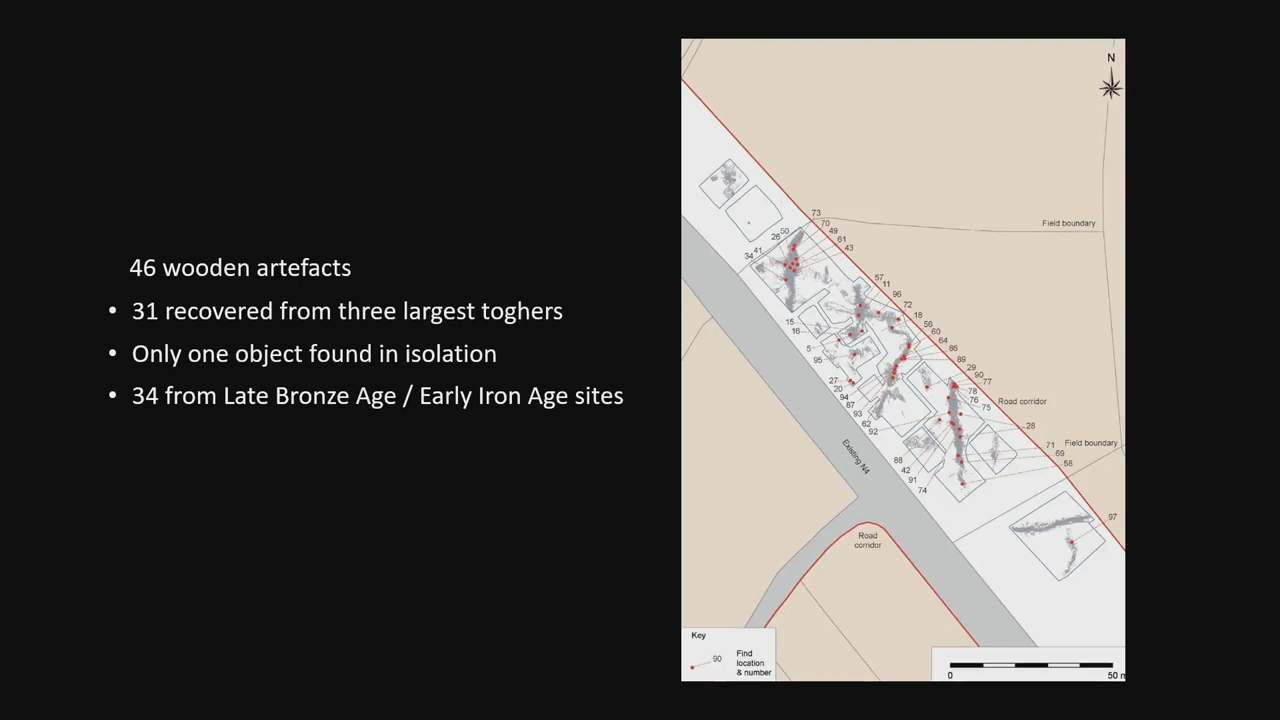 46 wooden artefacts
• 31 recovered from three largest toghers
• Only one object found in isolation
• 34 from Late Bronze Age / Early Iron Age sites
N
73
70
50
49
26
61
41
43
34
Field boundary
57
11
96
72
15
18
16
56
60
5
64
95
86
89
27
29
20
90
94
77
87
78
76
75
Road corridor
93
62
92
28
71
Field boundary
69
58
Existing N4
88
42
91
74
97
Road
corridor
Key
90
Find
location
& number
0
50 m